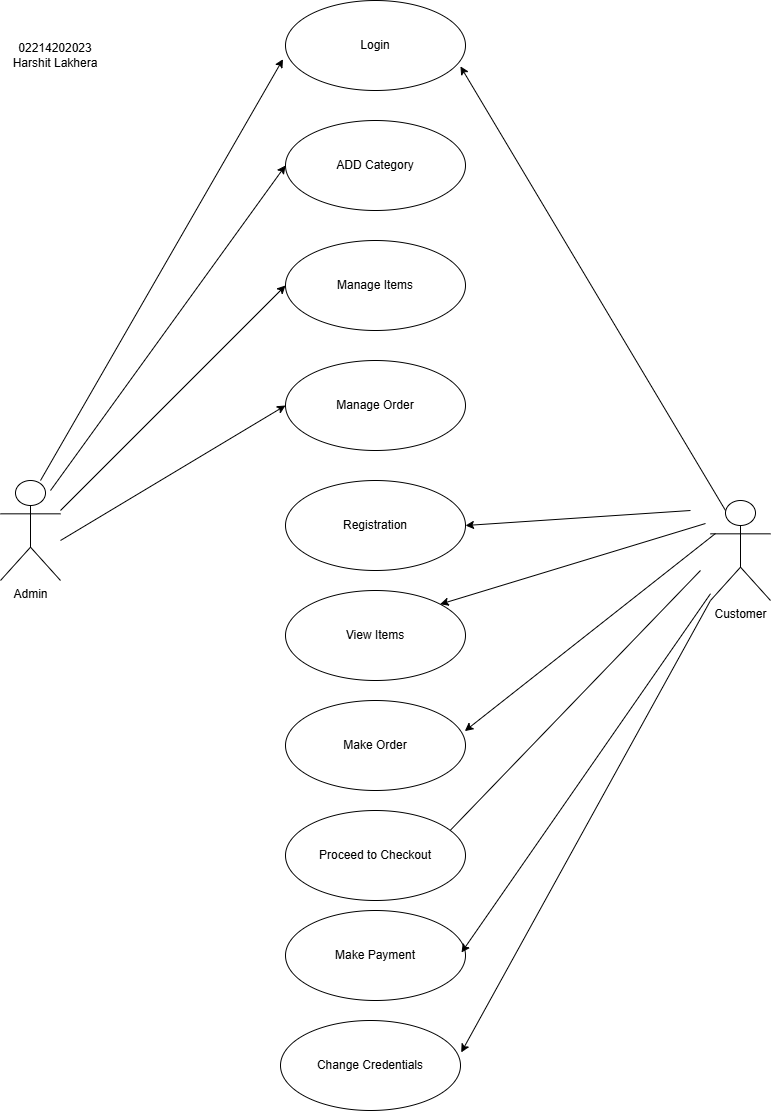 02214202023
Harshit Lakhera
Login
ADD Category
Manage Items
Manage Order
Registration
Admin
Customer
View Items
Make Order
Proceed to Checkout
Make Payment
Change Credentials